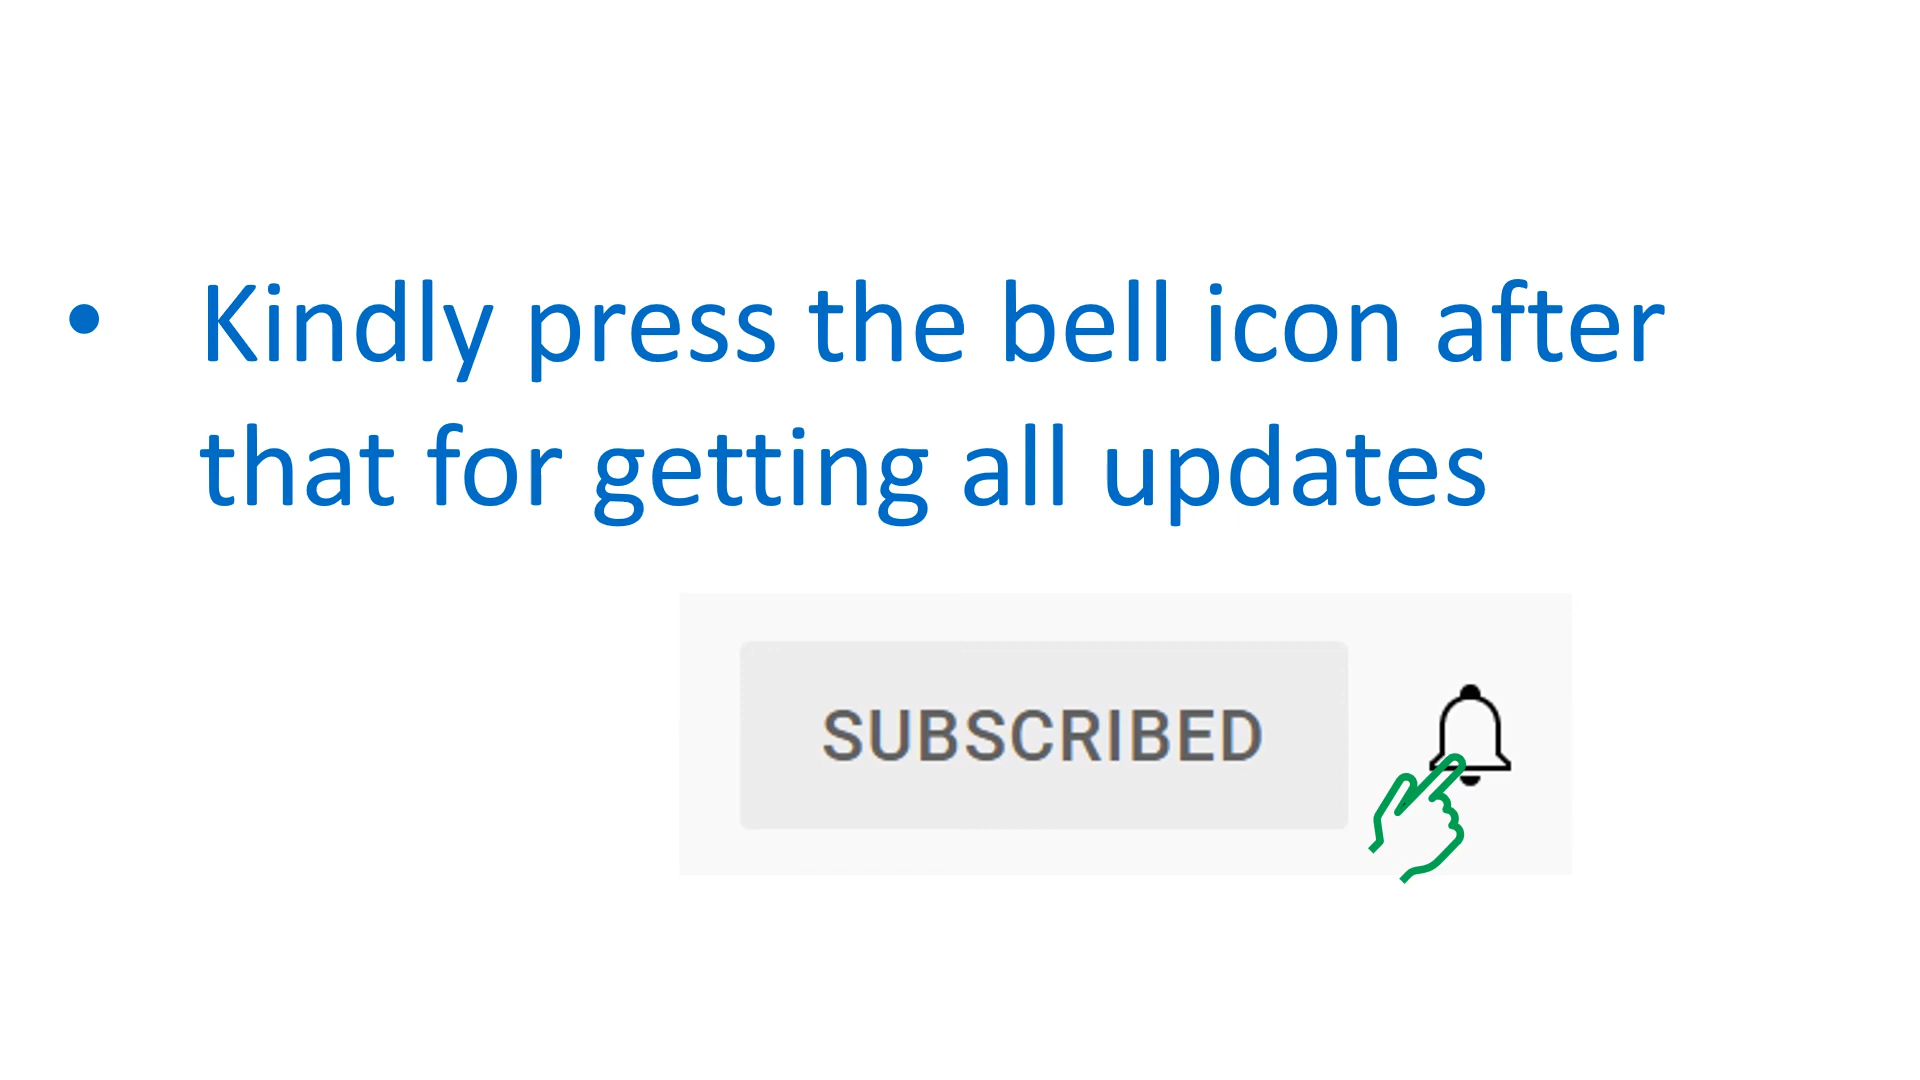 • Kindly press the bell icon after
that for getting all updates
SUBSCRIBED